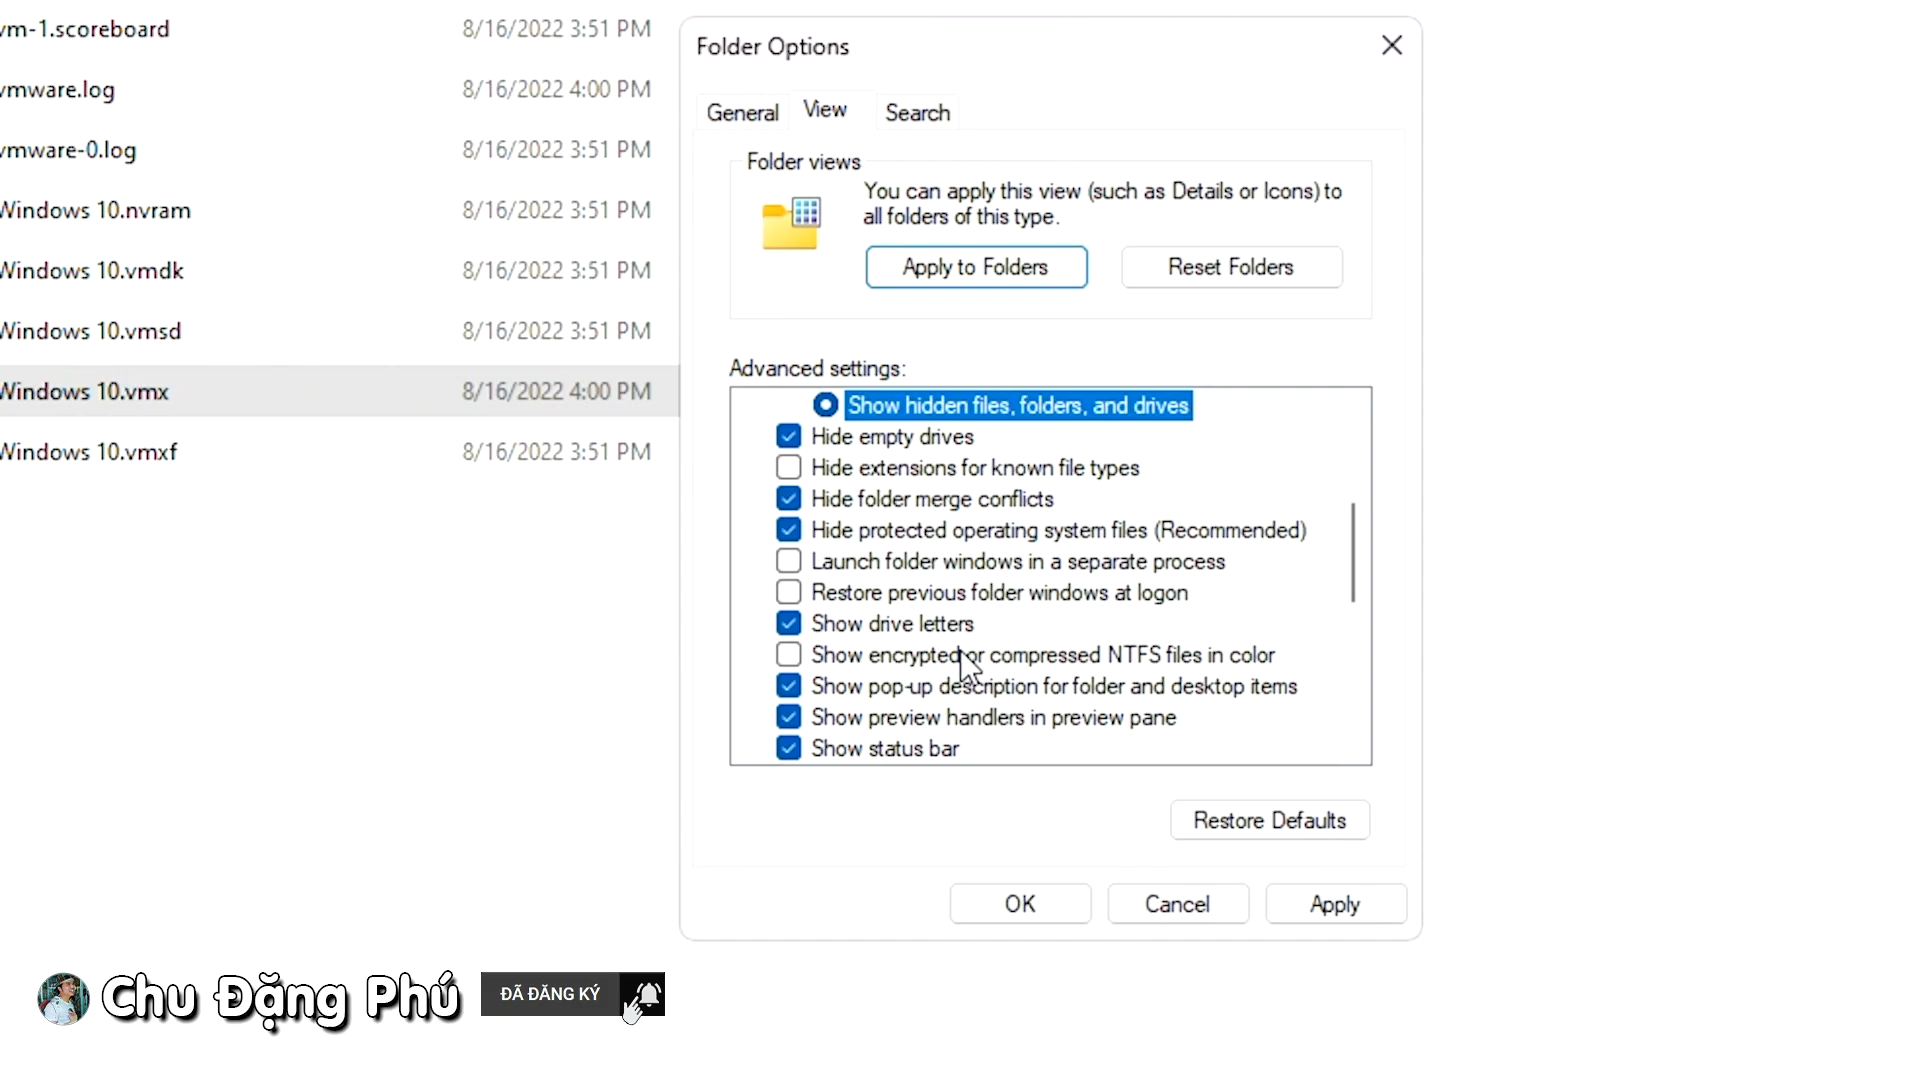 vm-1.scoreboard 8/16/2022 3:51 PM
vmware.log 8/16/2022 4:00 PM
vmware-0.log 8/16/2022 3:51 PM
Windows 10.nvram 8/16/2022 3:51 PM
Windows 10.vmdk 8/16/2022 3:51 PM
Windows 10.vmsd 8/16/2022 3:51 PM
Windows 10.vmx 8/16/2022 4:00 PM
Windows 10.vmxf 8/16/2022 3:51 PM
Folder Options
General View Search
Folder views
You can apply this view (such as Details or Icons) to
all folders of this type.
Apply to Folders Reset Folders
Advanced settings:
Show hidden files, folders, and drives
Hide empty drives
Hide extensions for known file types
Hide folder merge conflicts
Hide protected operating system files (Recommended)
Launch folder windows in a separate process
Restore previous folder windows at logon
Show drive letters
Show encrypted or compressed NTFS files in color
Show pop-up description for folder and desktop items
Show preview handlers in preview pane
Show status bar
Restore Defaults
OK Cancel Apply
Chu Đặng Phú ĐÃ ĐĂNG KÝ